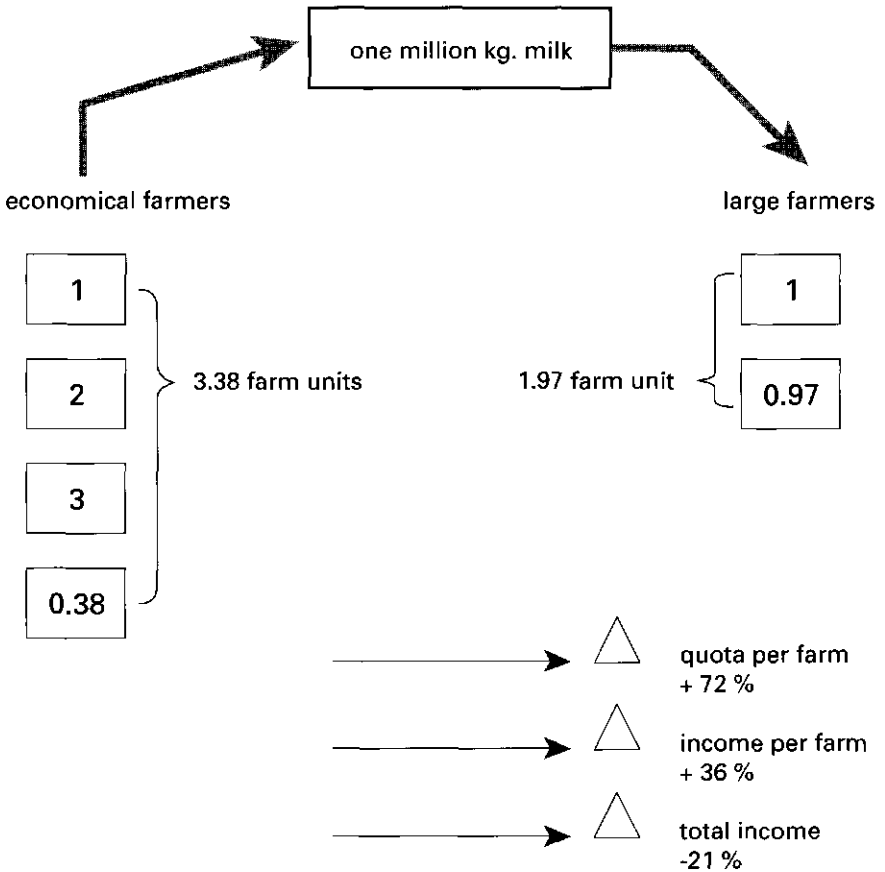 one million kg. milk
economical farmers
large farmers
1
2
3
0.38
3.38 farm units
1.97 farm unit
1
0.97
quota per farm
+ 72 %
income per farm
+ 36 %
total income
-21 %